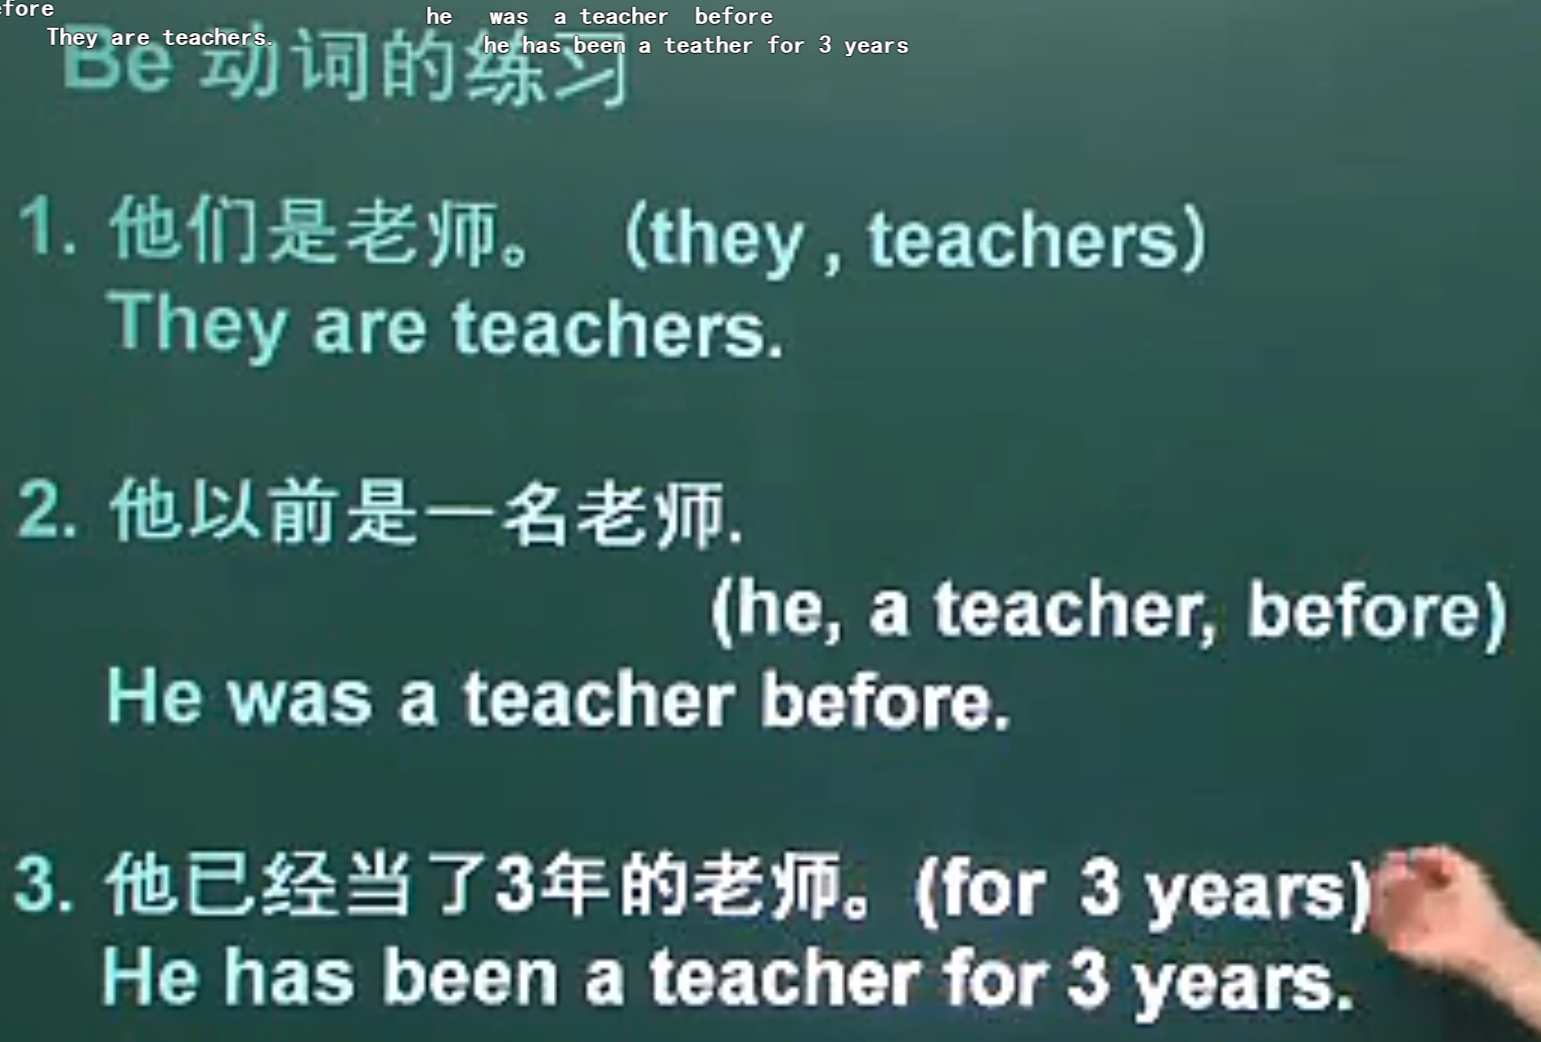 efore
he was a teacher before
They are teachers.
he has been a teather for 3 years
Be 动词的练习
1. 他们是老师。 (they , teachers)
They are teachers.
2. 他以前是一名老师.
(he, a teacher, before)
He was a teacher before.
3. 他已经当了3年的老师。(for 3 years)
He has been a teacher for 3 years.